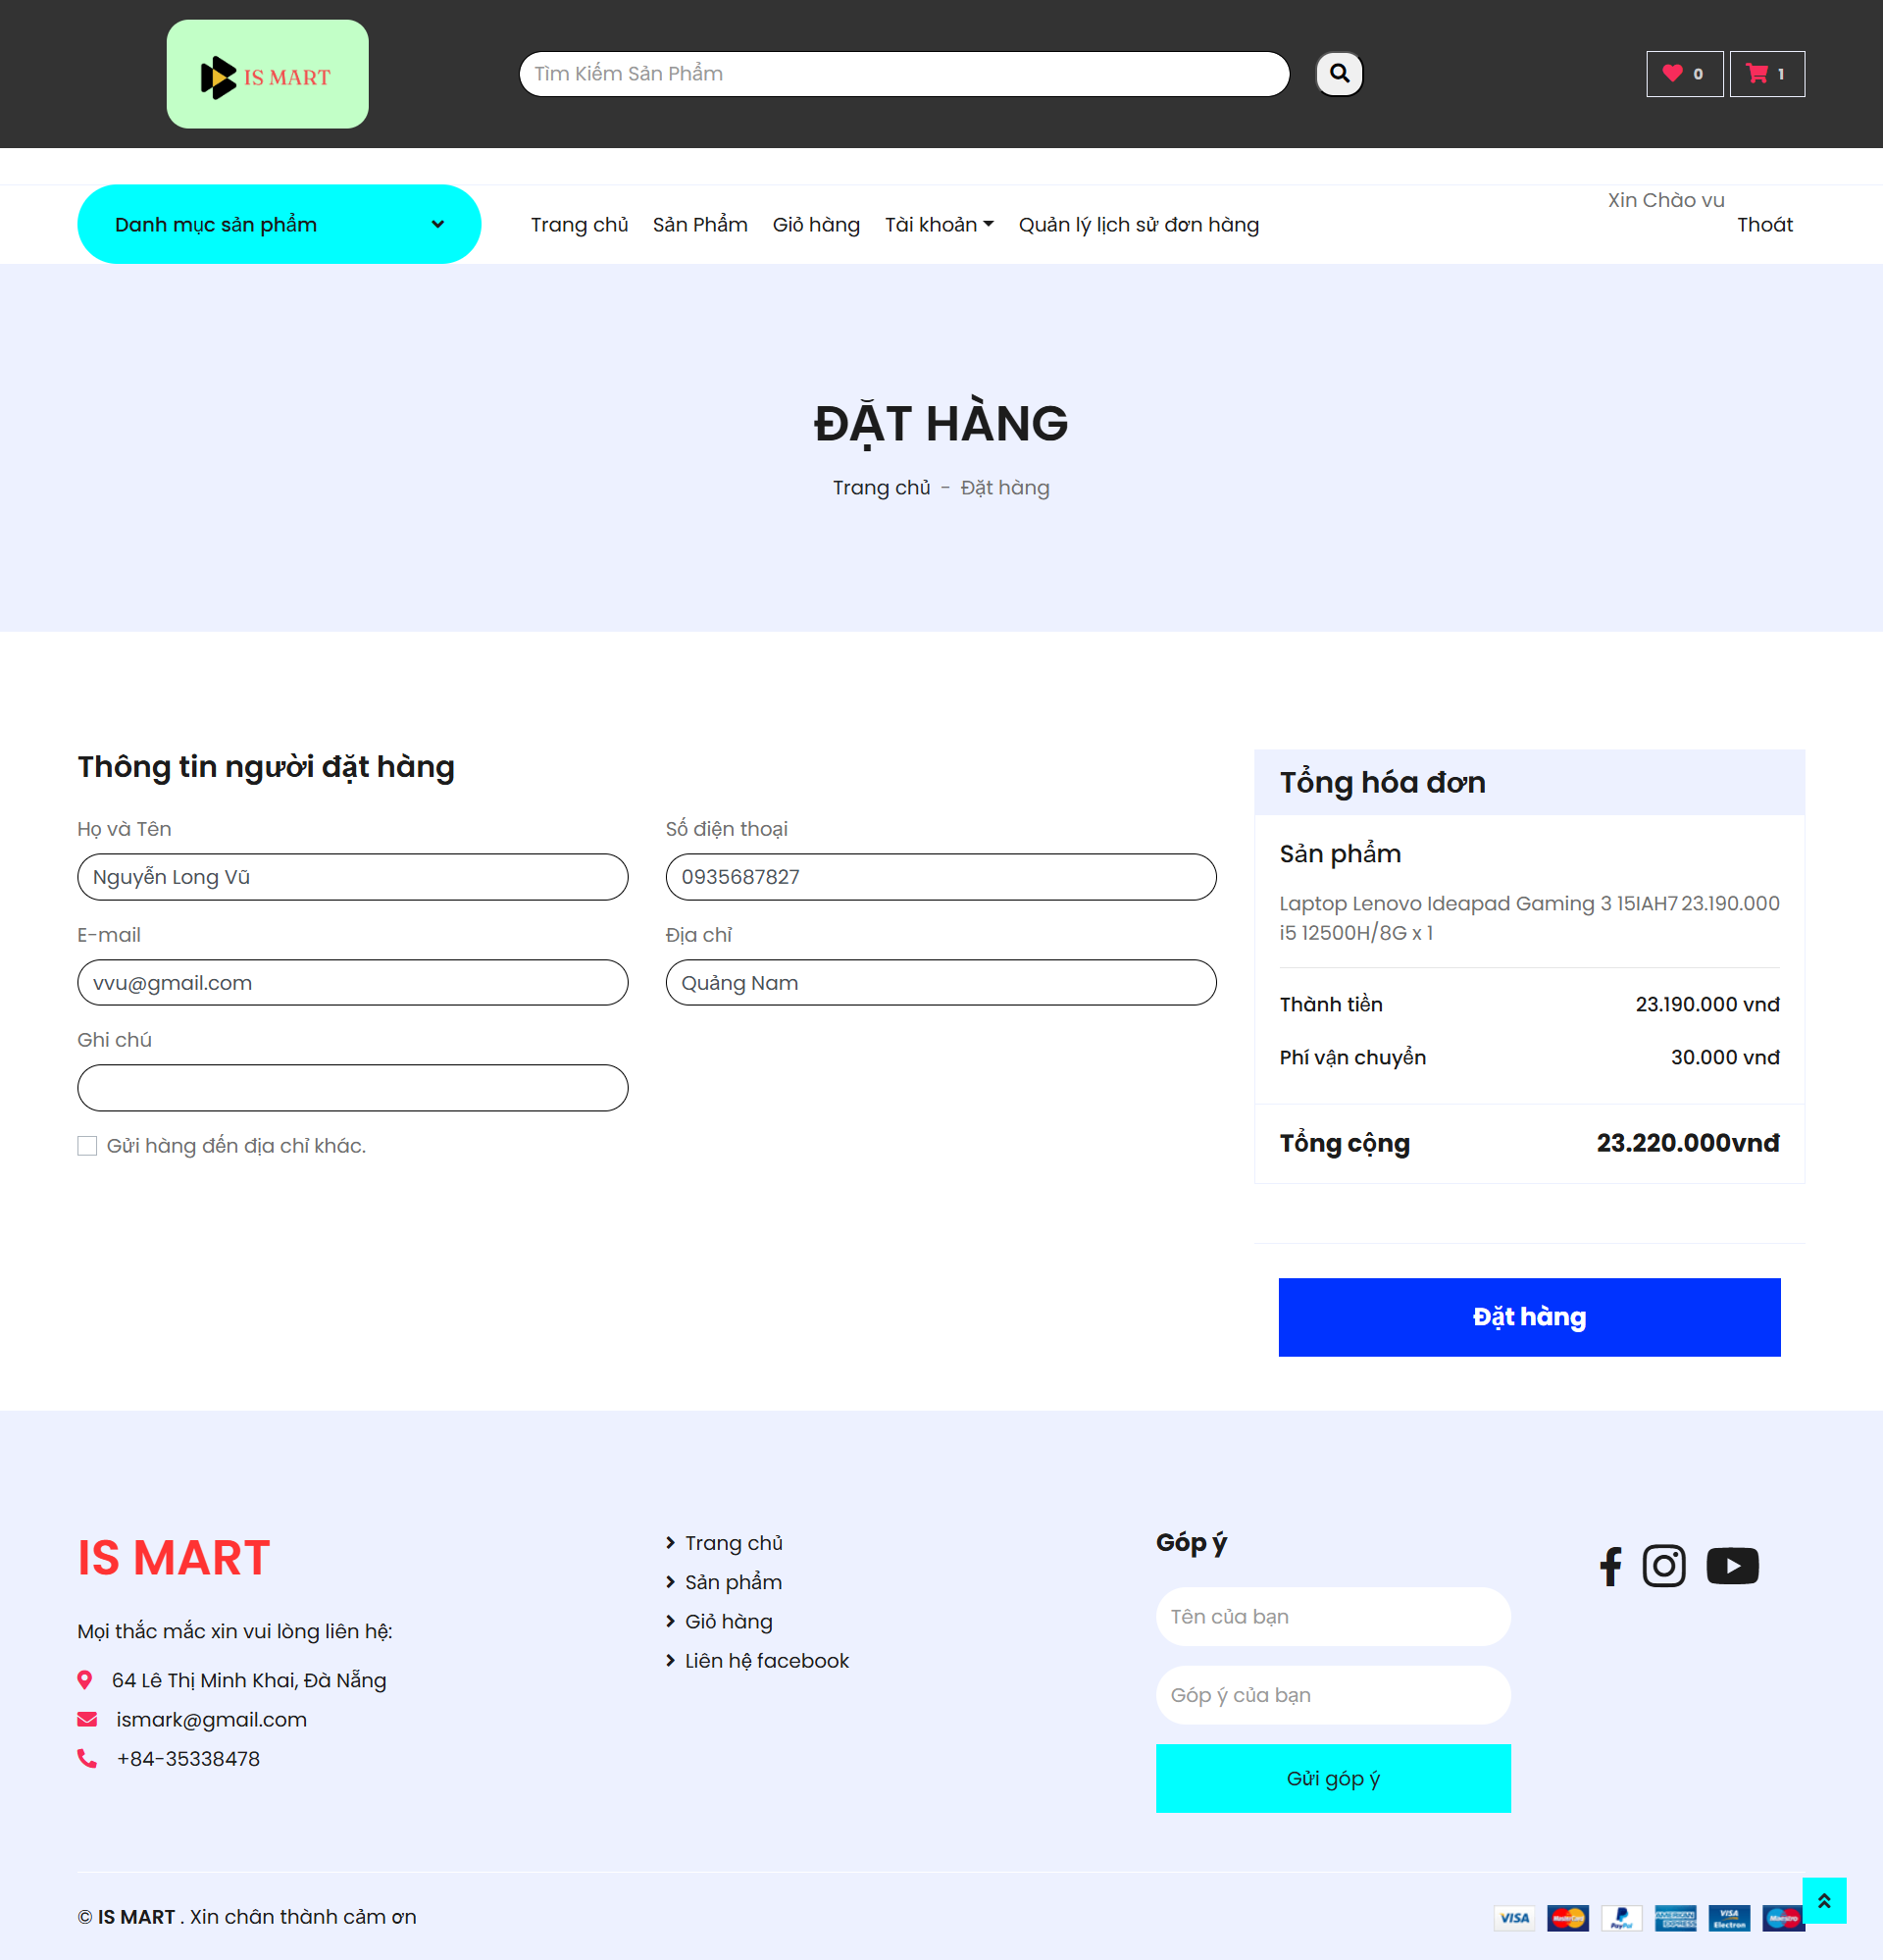 IS MART
Tìm Kiếm Sản Phẩm
0
1
Danh mục sản phẩm
Trang chủ
Sản Phẩm
Giỏ hàng
Tài khoản
Quản lý lịch sử đơn hàng
Xin Chào vu
Thoát
ĐẶT HÀNG
Trang chủ - Đặt hàng
Thông tin người đặt hàng
Họ và Tên
Nguyễn Long Vũ
Số điện thoại
0935687827
E-mail
vvu@gmail.com
Địa chỉ
Quảng Nam
Ghi chú
Gửi hàng đến địa chỉ khác.
Tổng hóa đơn
Sản phẩm
Laptop Lenovo Ideapad Gaming 3 15IAH7 23.190.000
i5 12500H/8G x 1
Thành tiền 23.190.000 vnđ
Phí vận chuyển 30.000 vnđ
Tổng cộng 23.220.000vnđ
Đặt hàng
IS MART
Mọi thắc mắc xin vui lòng liên hệ:
64 Lê Thị Minh Khai, Đà Nẵng
ismark@gmail.com
+84-35338478
Trang chủ
Sản phẩm
Giỏ hàng
Liên hệ facebook
Góp ý
Tên của bạn
Góp ý của bạn
Gửi góp ý
© IS MART . Xin chân thành cảm ơn
VISA
MasterCard
PayPal
AMERICAN EXPRESS
VISA Electron
Maestro